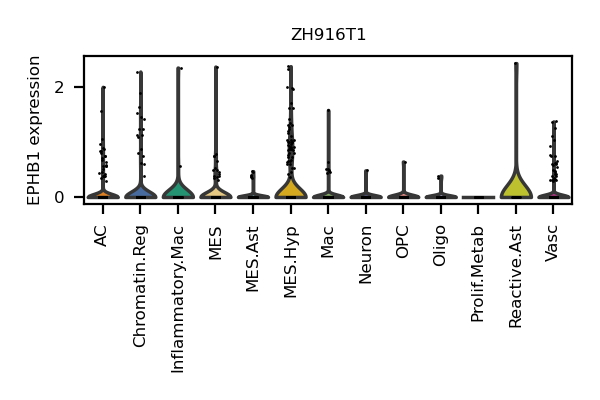 ZH916T1
EPHB1 expression
2
0
AC
Chromatin.Reg
Inflammatory.Mac
MES
MES.Ast
MES.Hyp
Mac
Neuron
OPC
Oligo
Prolif.Metab
Reactive.Ast
Vasc